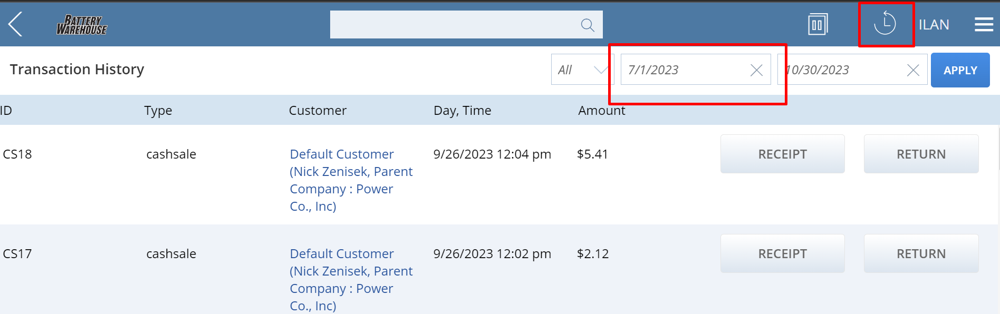 BATTERY
WAREHOUSE
ILAN
Transaction History
All
7/1/2023
10/30/2023
APPLY
ID Type Customer Day, Time Amount
CS18 cashsale Default Customer 9/26/2023 12:04 pm $5.41 RECEIPT RETURN
(Nick Zenisek, Parent
Company : Power
Co., Inc)
CS17 cashsale Default Customer 9/26/2023 12:02 pm $2.12 RECEIPT RETURN
(Nick Zenisek, Parent
Company : Power
Co., Inc)